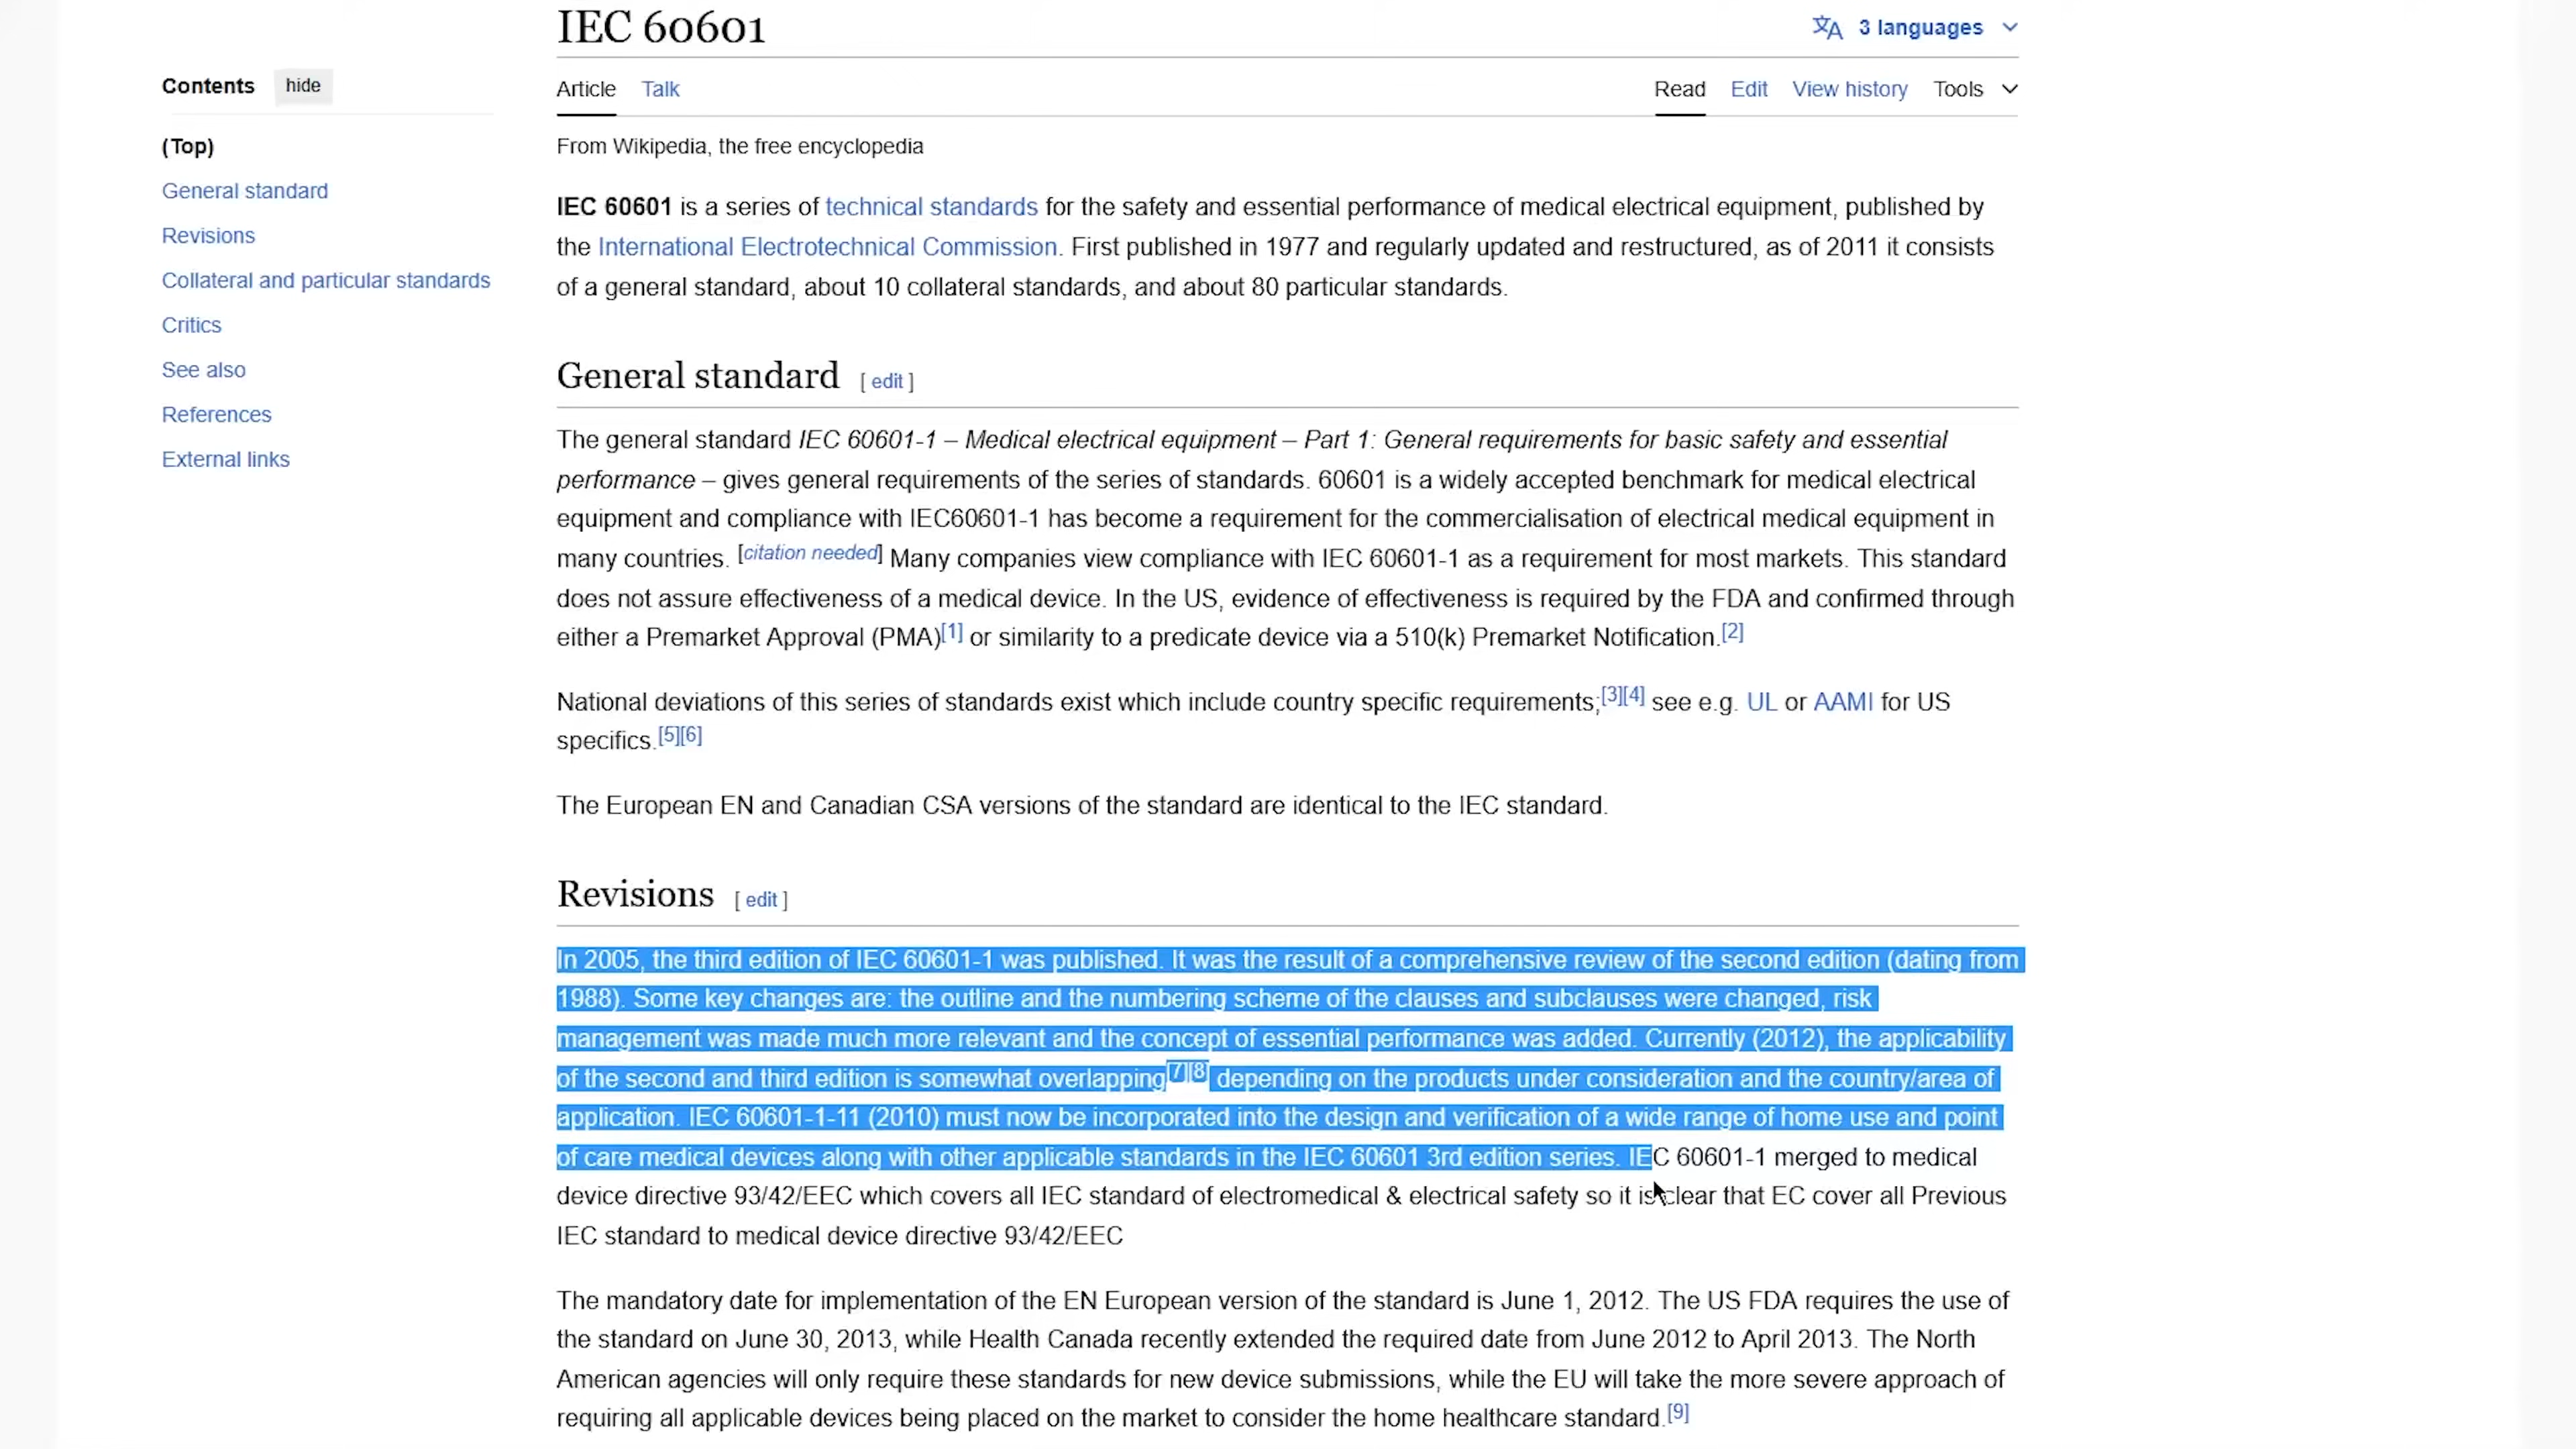 IEC 60601
3 languages
Contents hide
Article Talk Read Edit View history Tools
(Top)
From Wikipedia, the free encyclopedia
General standard
Revisions
Collateral and particular standards
Critics
See also
References
External links
IEC 60601 is a series of technical standards for the safety and essential performance of medical electrical equipment, published by
the International Electrotechnical Commission. First published in 1977 and regularly updated and restructured, as of 2011 it consists
of a general standard, about 10 collateral standards, and about 80 particular standards.
General standard [ edit ]
The general standard IEC 60601-1 – Medical electrical equipment – Part 1: General requirements for basic safety and essential
performance – gives general requirements of the series of standards. 60601 is a widely accepted benchmark for medical electrical
equipment and compliance with IEC60601-1 has become a requirement for the commercialisation of electrical medical equipment in
many countries. [citation needed] Many companies view compliance with IEC 60601-1 as a requirement for most markets. This standard
does not assure effectiveness of a medical device. In the US, evidence of effectiveness is required by the FDA and confirmed through
either a Premarket Approval (PMA)[1] or similarity to a predicate device via a 510(k) Premarket Notification.[2]
National deviations of this series of standards exist which include country specific requirements;[3][4] see e.g. UL or AAMI for US
specifics.[5][6]
The European EN and Canadian CSA versions of the standard are identical to the IEC standard.
Revisions [ edit ]
In 2005, the third edition of IEC 60601-1 was published. It was the result of a comprehensive review of the second edition (dating from
1988). Some key changes are: the outline and the numbering scheme of the clauses and subclauses were changed, risk
management was made much more relevant and the concept of essential performance was added. Currently (2012), the applicability
of the second and third edition is somewhat overlapping[7][8] depending on the products under consideration and the country/area of
application. IEC 60601-1-11 (2010) must now be incorporated into the design and verification of a wide range of home use and point
of care medical devices along with other applicable standards in the IEC 60601 3rd edition series. IEC 60601-1 merged to medical
device directive 93/42/EEC which covers all IEC standard of electromedical & electrical safety so it is clear that EC cover all Previous
IEC standard to medical device directive 93/42/EEC
The mandatory date for implementation of the EN European version of the standard is June 1, 2012. The US FDA requires the use of
the standard on June 30, 2013, while Health Canada recently extended the required date from June 2012 to April 2013. The North
American agencies will only require these standards for new device submissions, while the EU will take the more severe approach of
requiring all applicable devices being placed on the market to consider the home healthcare standard.[9]